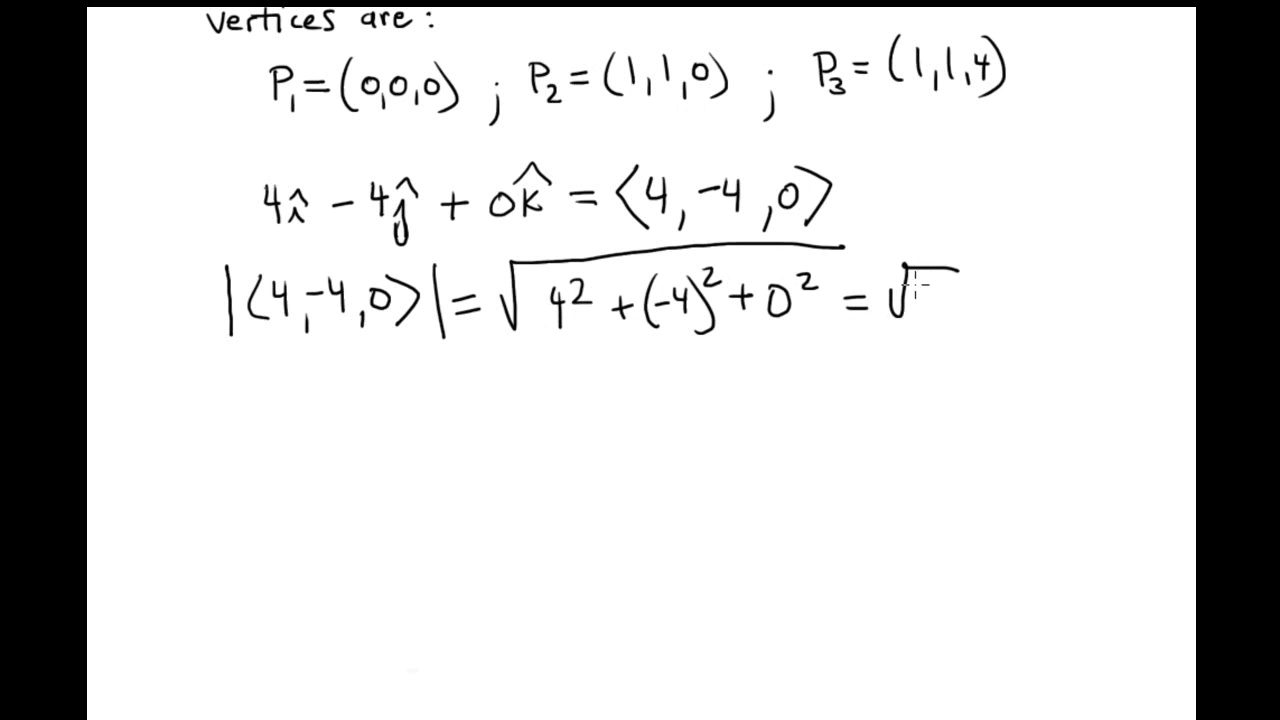 vertices are :
P₁ = (0,0,0) ; P₂ = (1,1,0) ; P₃ = (1,1,4)
4î - 4ĵ + 0k̂ = ⟨4, -4, 0⟩
|⟨4, -4, 0⟩| = √(4² + (-4)² + 0²) = √